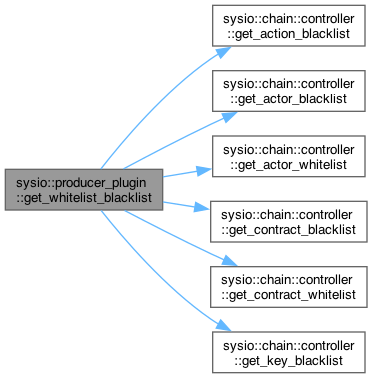 sysio::chain::controller
::get_action_blacklist
sysio::chain::controller
::get_actor_blacklist
sysio::chain::controller
::get_actor_whitelist
sysio::producer_plugin
::get_whitelist_blacklist
sysio::chain::controller
::get_contract_blacklist
sysio::chain::controller
::get_contract_whitelist
sysio::chain::controller
::get_key_blacklist